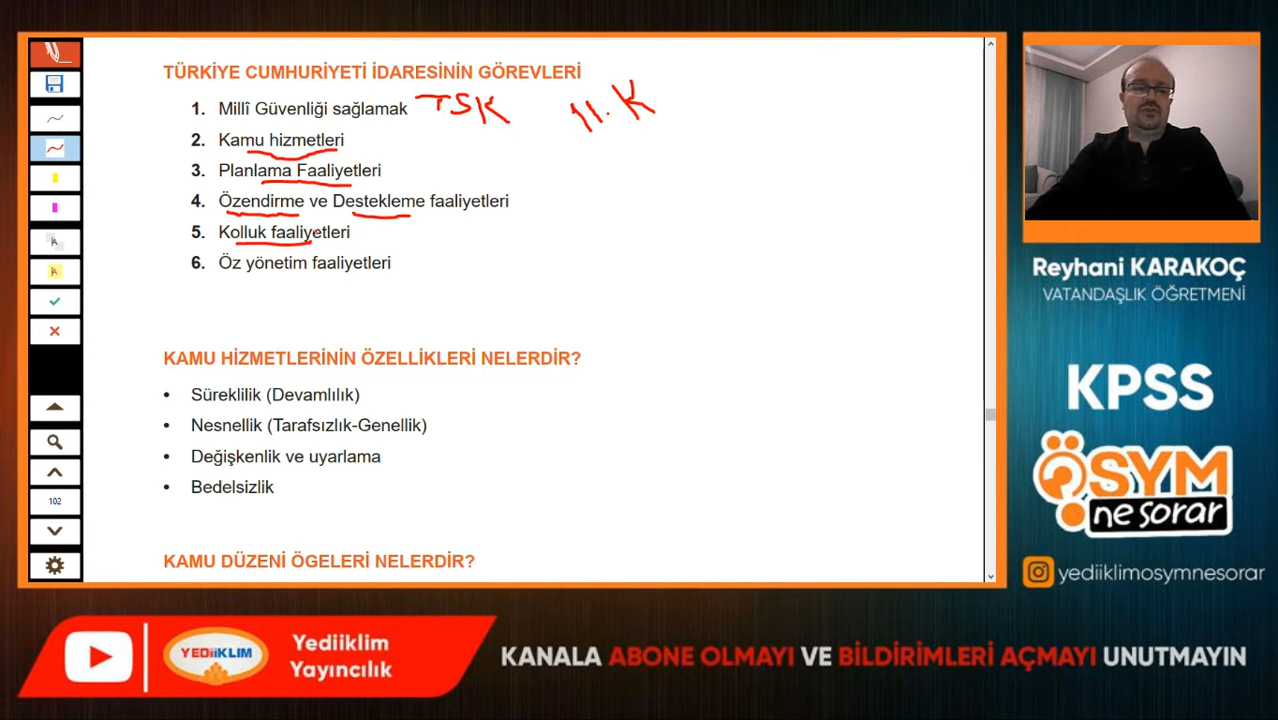 TÜRKİYE CUMHURİYETİ İDARESİNİN GÖREVLERİ
1. Millî Güvenliği sağlamak TSK 11. K
2. Kamu hizmetleri
3. Planlama Faaliyetleri
4. Özendirme ve Destekleme faaliyetleri
5. Kolluk faaliyetleri
6. Öz yönetim faaliyetleri
KAMU HİZMETLERİNİN ÖZELLİKLERİ NELERDİR?
• Süreklilik (Devamlılık)
• Nesnellik (Tarafsızlık-Genellik)
• Değişkenlik ve uyarlama
• Bedelsizlik
KAMU DÜZENİ ÖGELERİ NELERDİR?
A
A
102
Reyhani KARAKOÇ
VATANDAŞLIK ÖĞRETMENİ
KPSS
ÖSYM
ne sorar
yediiklimosymnesorar
YEDİİKLİM
Yediiklim
Yayıncılık
KANALA ABONE OLMAYI VE BİLDİRİMLERİ AÇMAYI UNUTMAYIN